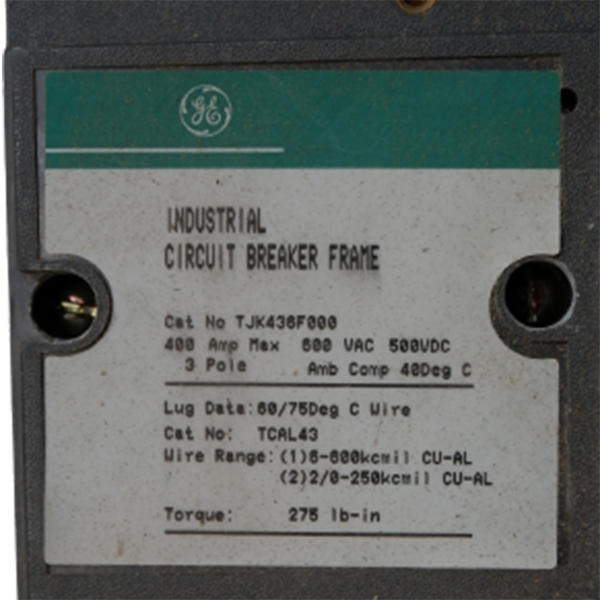 GE
INDUSTRIAL
CIRCUIT BREAKER FRAME
Cat No TJK436F000
400 Amp Max 600 VAC 500VDC
3 Pole Amb Comp 40Deg C
Lug Data: 60/75Deg C Wire
Cat No: TCAL43
Wire Range: (1)6-600kcmil CU-AL
(2)2/0-250kcmil CU-AL
Torque: 275 lb-in